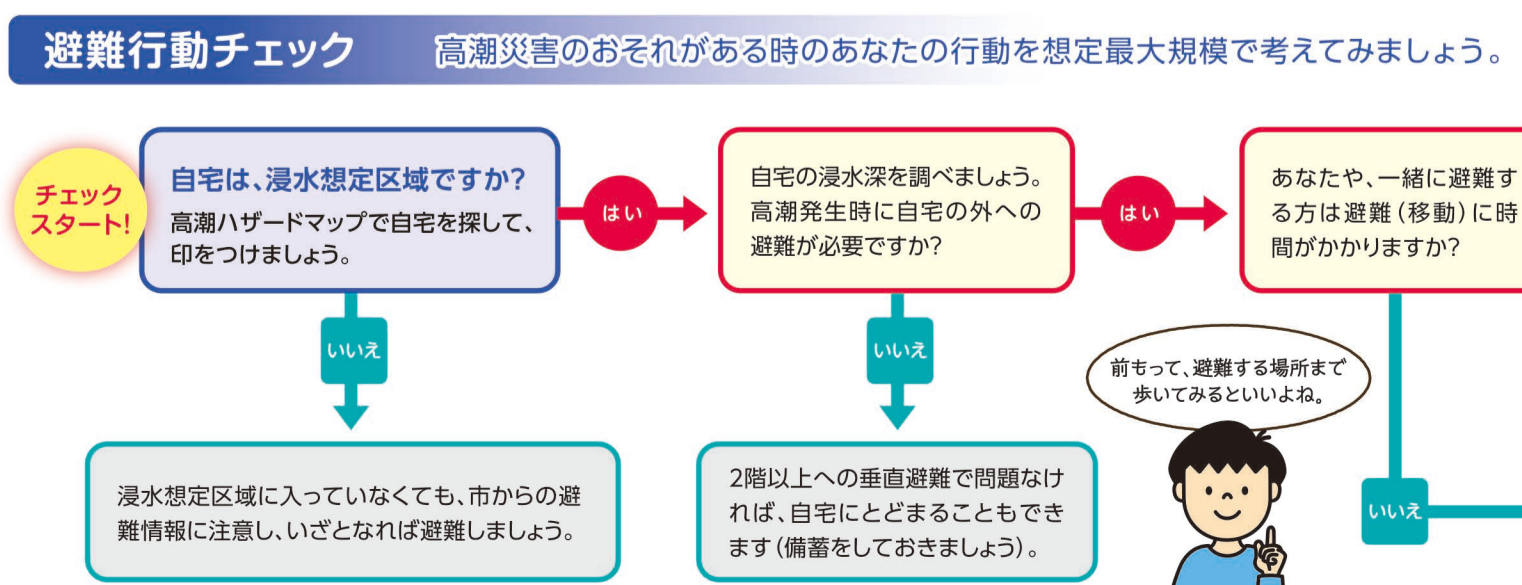 避難行動チェック
高潮災害のおそれがある時のあなたの行動を想定最大規模で考えてみましょう。
チェック
スタート!
自宅は、浸水想定区域ですか?
高潮ハザードマップで自宅を探して、
印をつけましょう。
はい
自宅の浸水深を調べましょう。
高潮発生時に自宅の外への
避難が必要ですか?
はい
あなたや、一緒に避難す
る方は避難(移動)に時
間がかかりますか?
いいえ
いいえ
前もって、避難する場所まで
歩いてみるといいよね。
浸水想定区域に入っていなくても、市からの避
難情報に注意し、いざとなれば避難しましょう。
2階以上への垂直避難で問題なけ
れば、自宅にとどまることもでき
ます(備蓄をしておきましょう)。
いいえ